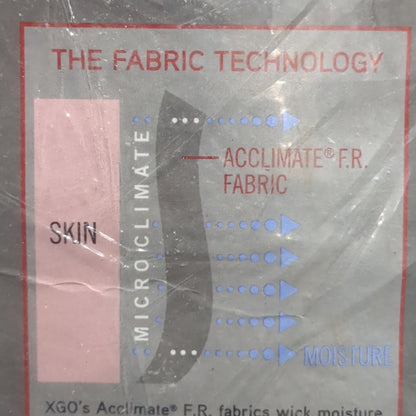 THE FABRIC TECHNOLOGY
ACCLIMATE® F.R.
FABRIC
SKIN
MICROCLIMATE
MOISTURE
XGO's Acclimate® F.R. fabrics wick moisture